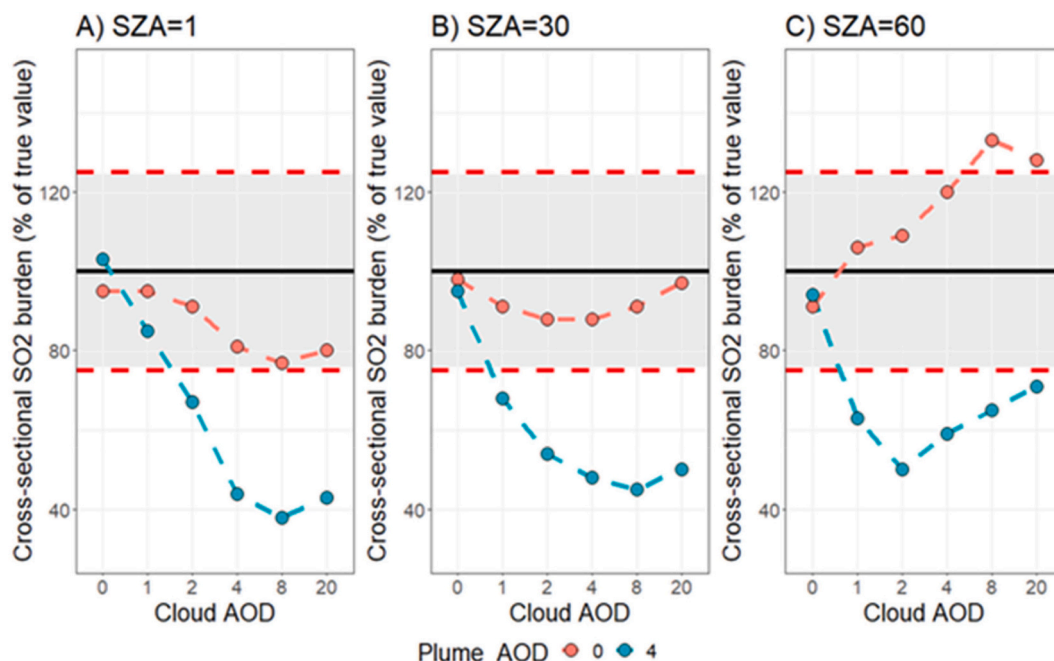 A) SZA=1
B) SZA=30
C) SZA=60
Cross-sectional SO2 burden (% of true value)
120
80
40
0 1 2 4 8 20
Cloud AOD
Cross-sectional SO2 burden (% of true value)
120
80
40
0 1 2 4 8 20
Cloud AOD
Cross-sectional SO2 burden (% of true value)
120
80
40
0 1 2 4 8 20
Cloud AOD
Plume_AOD 0 4